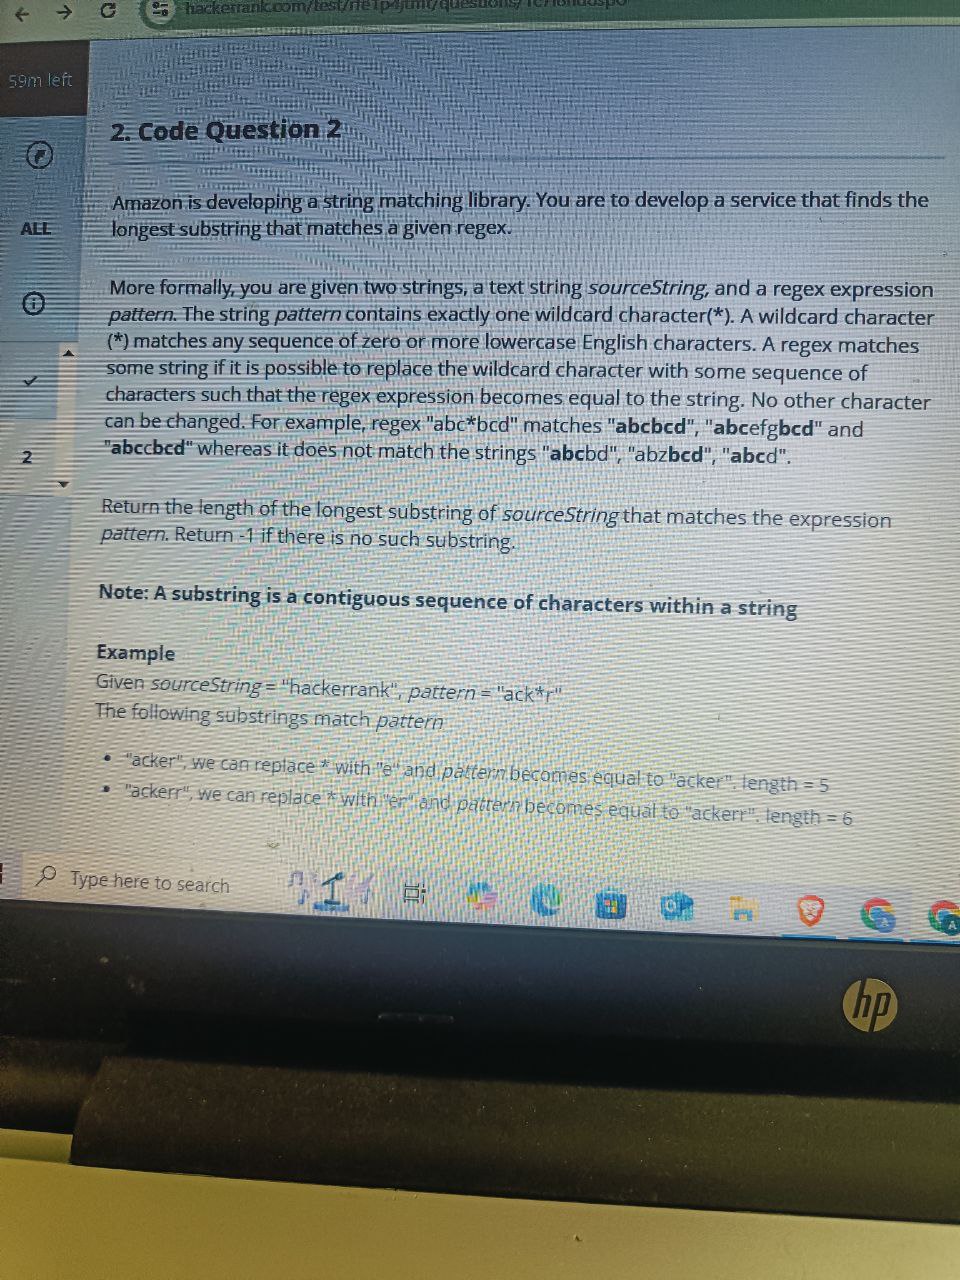 hackerrank.com/test/
59m left
2. Code Question 2
ALL
Amazon is developing a string matching library. You are to develop a service that finds the
longest substring that matches a given regex.
More formally, you are given two strings, a text string sourceString, and a regex expression
pattern. The string pattern contains exactly one wildcard character(*). A wildcard character
(*) matches any sequence of zero or more lowercase English characters. A regex matches
some string if it is possible to replace the wildcard character with some sequence of
characters such that the regex expression becomes equal to the string. No other character
can be changed. For example, regex "abc*bcd" matches "abcbcd", "abcefgbcd" and
"abccbcd" whereas it does not match the strings "abcbd", "abzbcd", "abcd".
2
Return the length of the longest substring of sourceString that matches the expression
pattern. Return -1 if there is no such substring.
Note: A substring is a contiguous sequence of characters within a string
Example
Given sourceString = "hackerrank", pattern = "ack*r"
The following substrings match pattern
• "acker", we can replace * with "e" and pattern becomes equal to "acker". length = 5
• "ackerr", we can replace * with "er" and pattern becomes equal to "ackerr". length = 6
Type here to search
hp